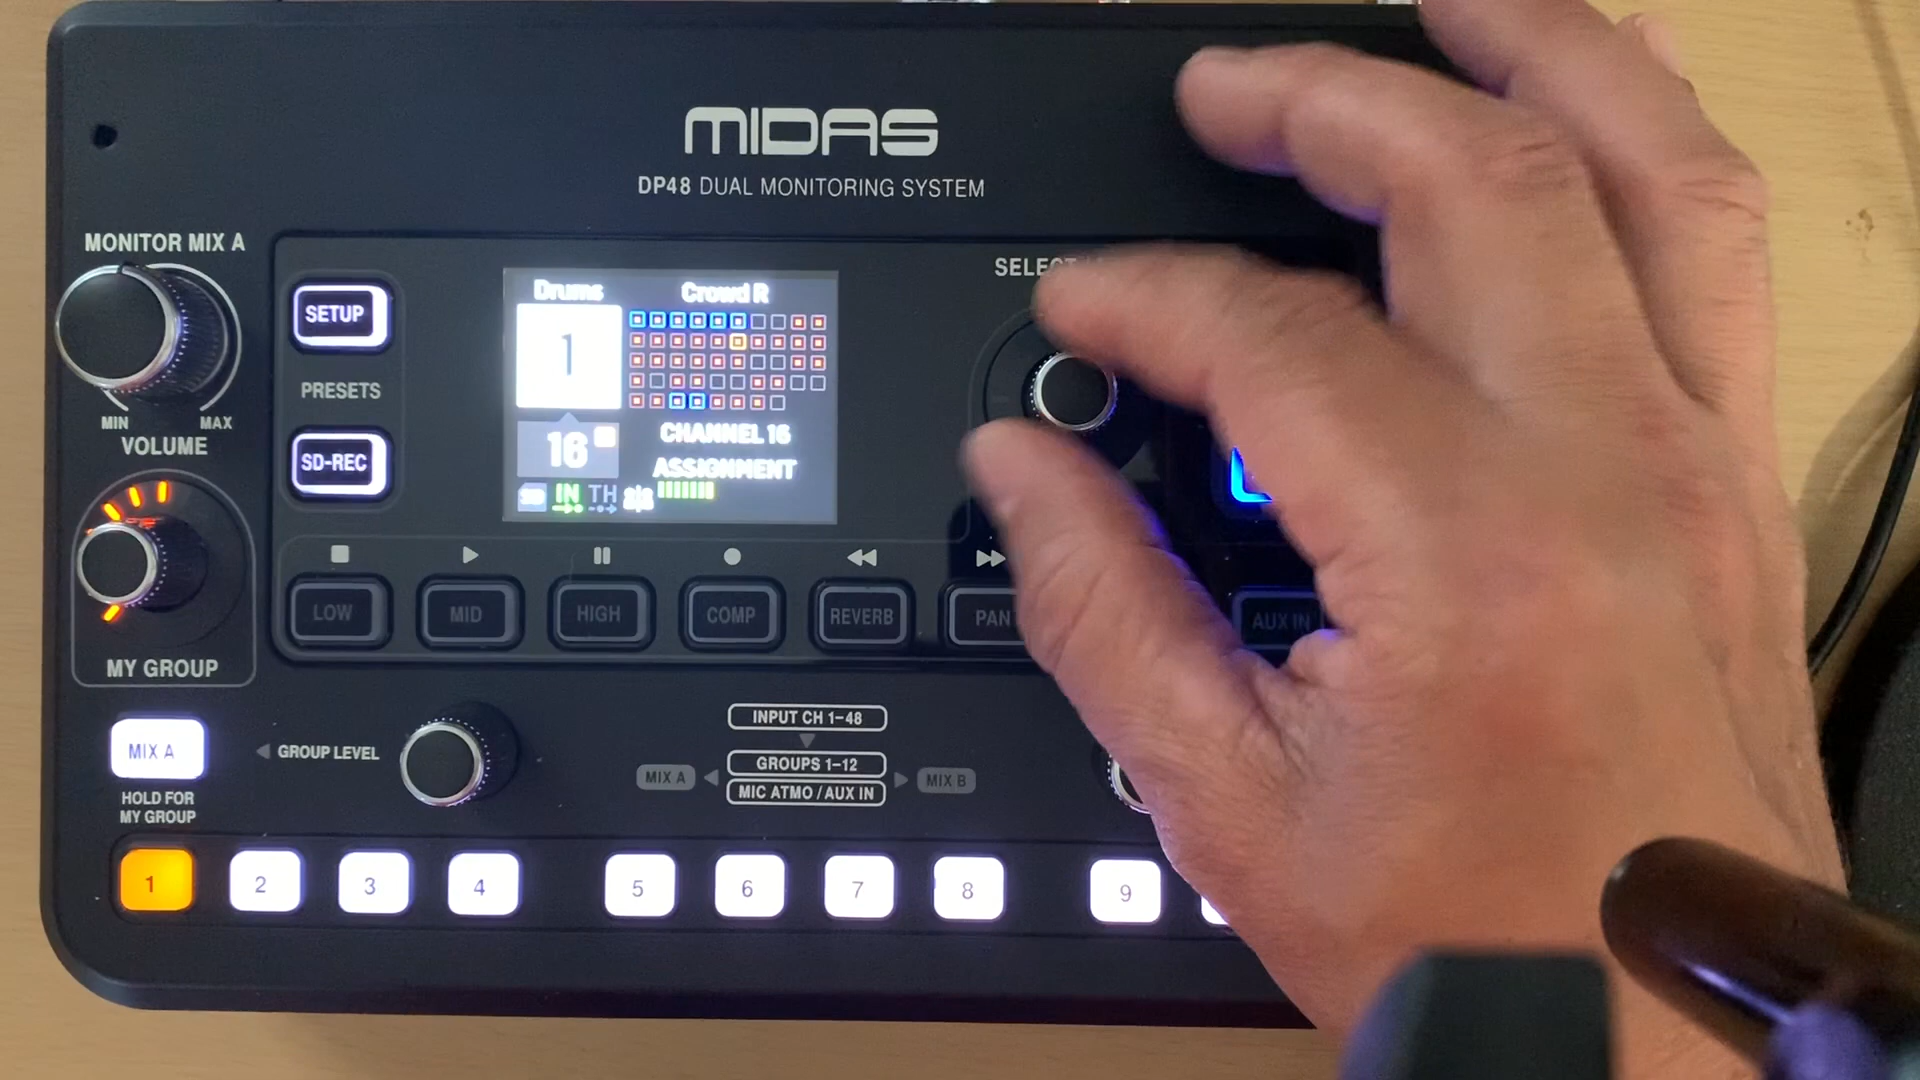 MIDAS
DP48 DUAL MONITORING SYSTEM
MONITOR MIX A
MIN MAX
VOLUME
SETUP
PRESETS
SD-REC
Drums Crowd R
1
16
CHANNEL 16
ASSIGNMENT
IN TH
MY GROUP
LOW MID HIGH COMP REVERB PAN AUX IN
MIX A
HOLD FOR
MY GROUP
GROUP LEVEL
INPUT CH 1-48
GROUPS 1-12
MIX A MIX B
MIC ATMO / AUX IN
1 2 3 4 5 6 7 8 9